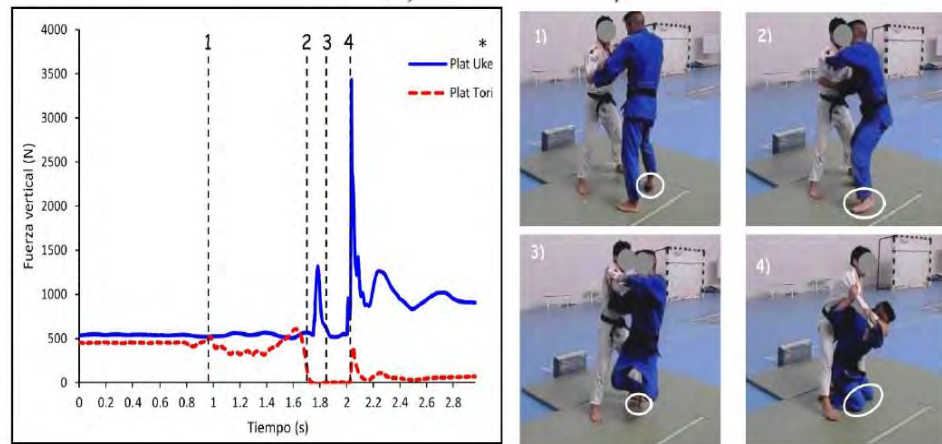 4000
3500
3000
2500
2000
1500
1000
500
0
Fuerza vertical (N)
1 2 3 4
*
Plat Uke
Plat Tori
0 0.2 0.4 0.6 0.8 1 1.2 1.4 1.6 1.8 2 2.2 2.4 2.6 2.8
Tiempo (s)
1)
2)
3)
4)